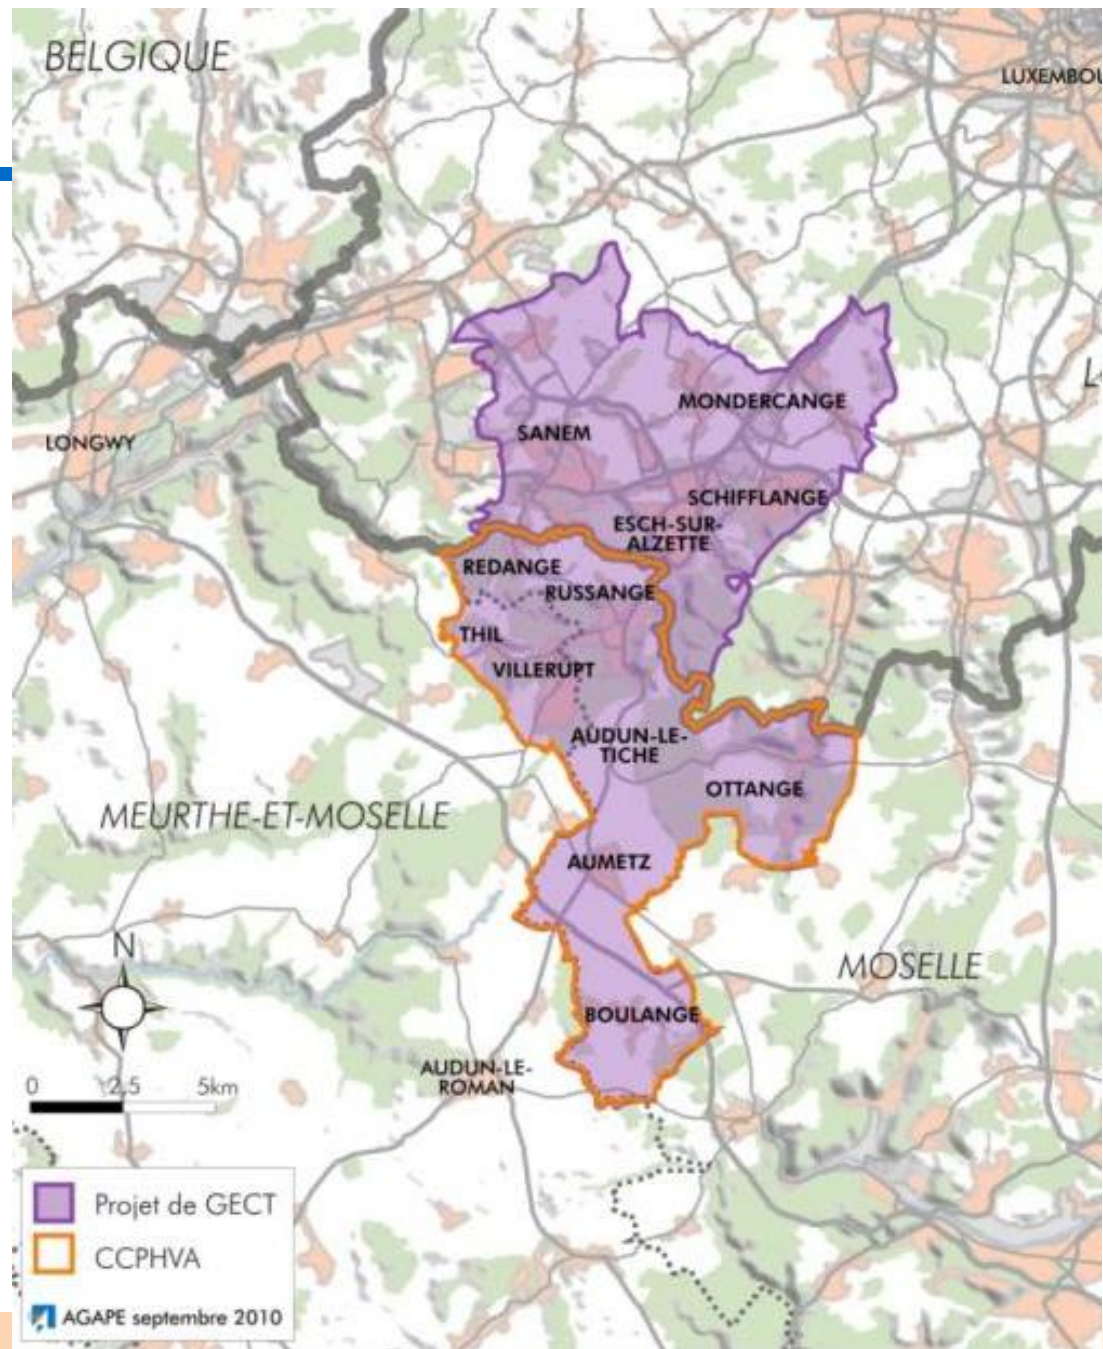 BELGIQUE
LUXEMBOU
L
MONDERCANGE
SANEM
LONGWY
SCHIFFLANGE
ESCH-SUR-
ALZETTE
REDANGE
RUSSANGE
THIL
VILLERUPT
AUDUN-LE-
TICHE
OTTANGE
MEURTHE-ET-MOSELLE
AUMETZ
N
MOSELLE
BOULANGE
AUDUN-LE-
ROMAN
0 2,5 5km
Projet de GECT
CCPHVA
AGAPE septembre 2010